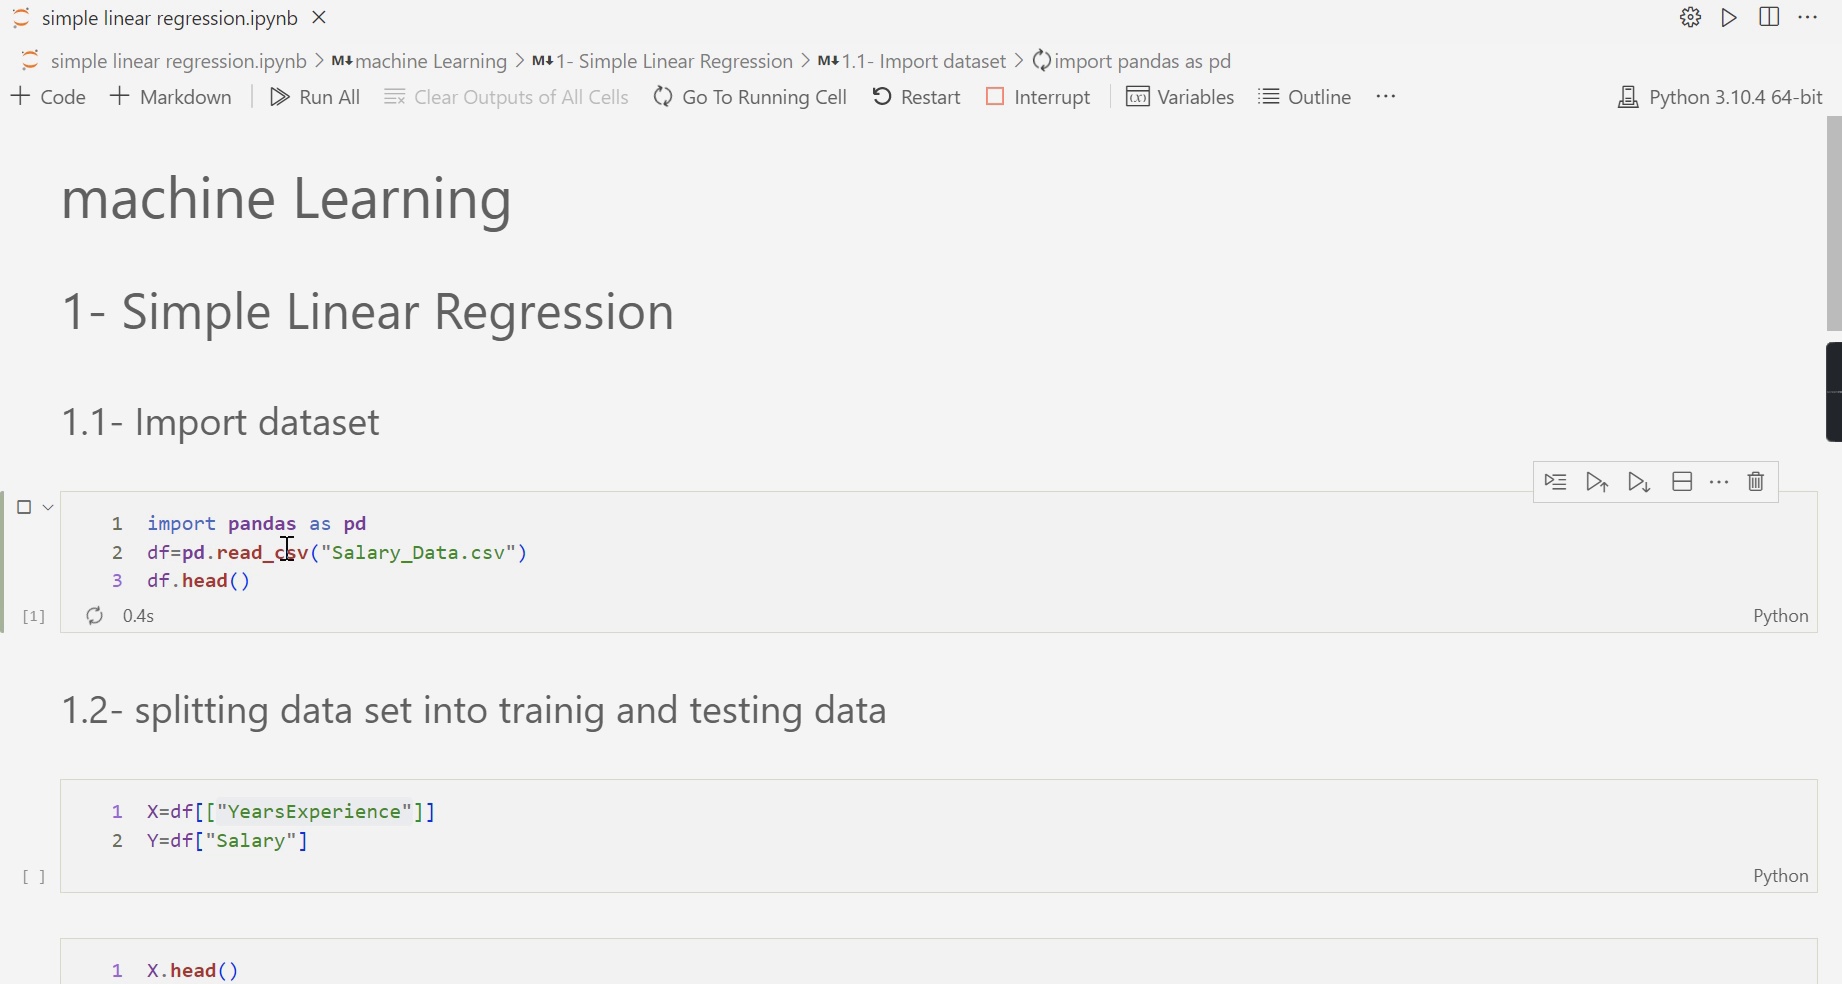 simple linear regression.ipynb
simple linear regression.ipynb > M↓ machine Learning > M↓ 1- Simple Linear Regression > M↓ 1.1- Import dataset > import pandas as pd
+ Code + Markdown Run All Clear Outputs of All Cells Go To Running Cell Restart Interrupt (x) Variables Outline ... Python 3.10.4 64-bit
machine Learning
1- Simple Linear Regression
1.1- Import dataset
1 import pandas as pd
2 df=pd.read_csv("Salary_Data.csv")
3 df.head()
[1] 0.4s Python
1.2- splitting data set into trainig and testing data
1 X=df[["YearsExperience"]]
2 Y=df["Salary"]
[ ] Python
1 X.head()